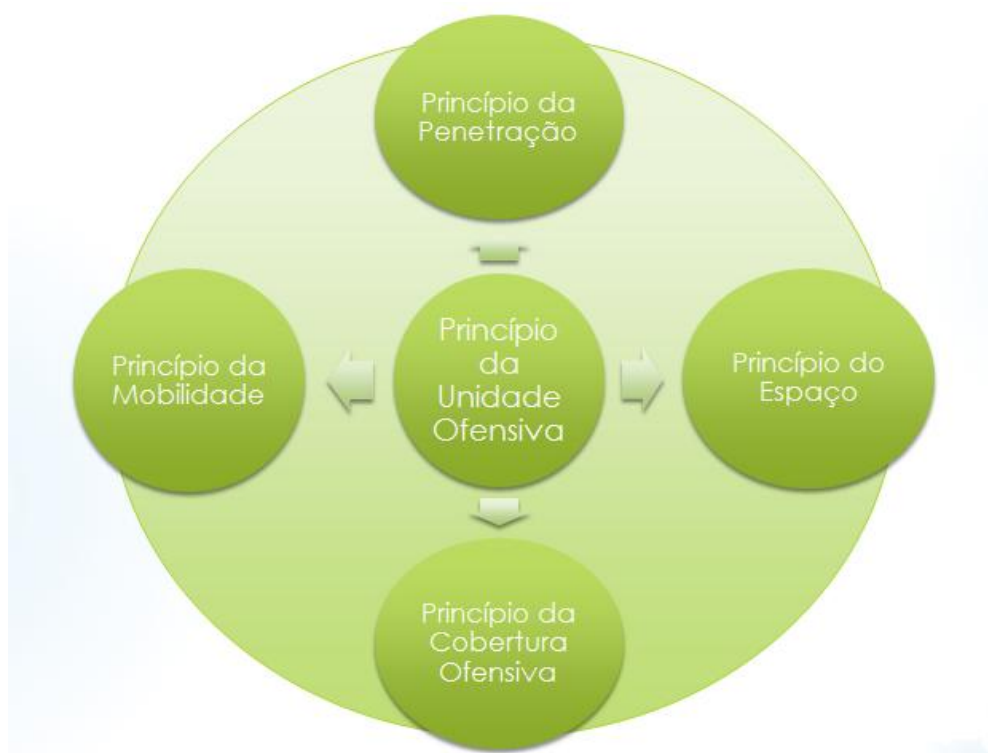 Princípio da
Penetração
Princípio da
Mobilidade
Princípio
da
Unidade
Ofensiva
Princípio do
Espaço
Princípio da
Cobertura
Ofensiva